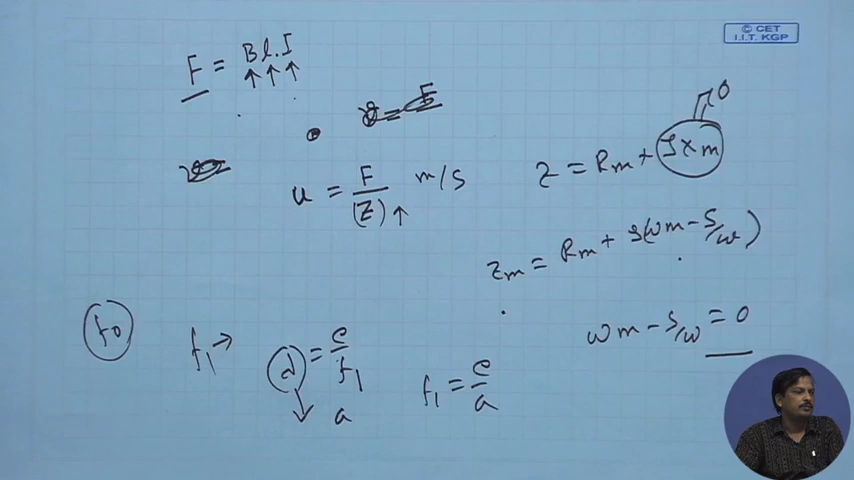 © CET
I.I.T. KGP
F = Bl.I
u = F/(Z) m/s
Z = Rm + jXm
0
Zm = Rm + j(ωm - S/ω)
ωm - S/ω = 0
f0
f1 → λ = c/f1
a
f1 = c/a